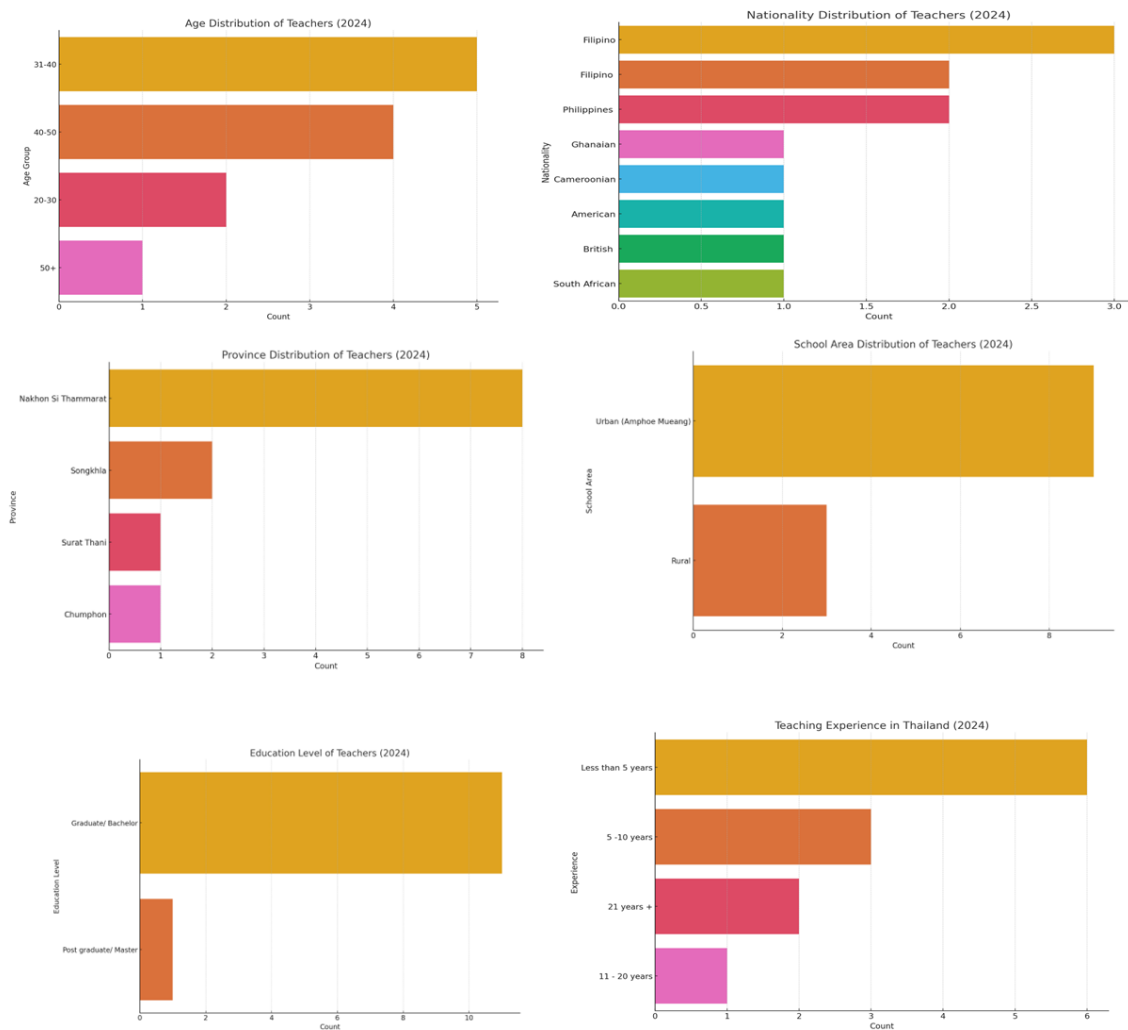 Age Distribution of Teachers (2024)
31-40
40-50
20-30
50+
Age Group
0 1 2 3 4 5
Count
Nationality Distribution of Teachers (2024)
Filipino
Filipino
Philippines
Ghanaian
Cameroonian
American
British
South African
Nationality
0.0 0.5 1.0 1.5 2.0 2.5 3.0
Count
Province Distribution of Teachers (2024)
Nakhon Si Thammarat
Songkhla
Surat Thani
Chumphon
Province
0 1 2 3 4 5 6 7 8
Count
School Area Distribution of Teachers (2024)
Urban (Amphoe Mueang)
Rural
School Area
0 2 4 6 8
Count
Education Level of Teachers (2024)
Graduate/ Bachelor
Post graduate/ Master
Education Level
0 2 4 6 8 10
Count
Teaching Experience in Thailand (2024)
Less than 5 years
5 -10 years
21 years +
11 - 20 years
Experience
0 1 2 3 4 5 6
Count